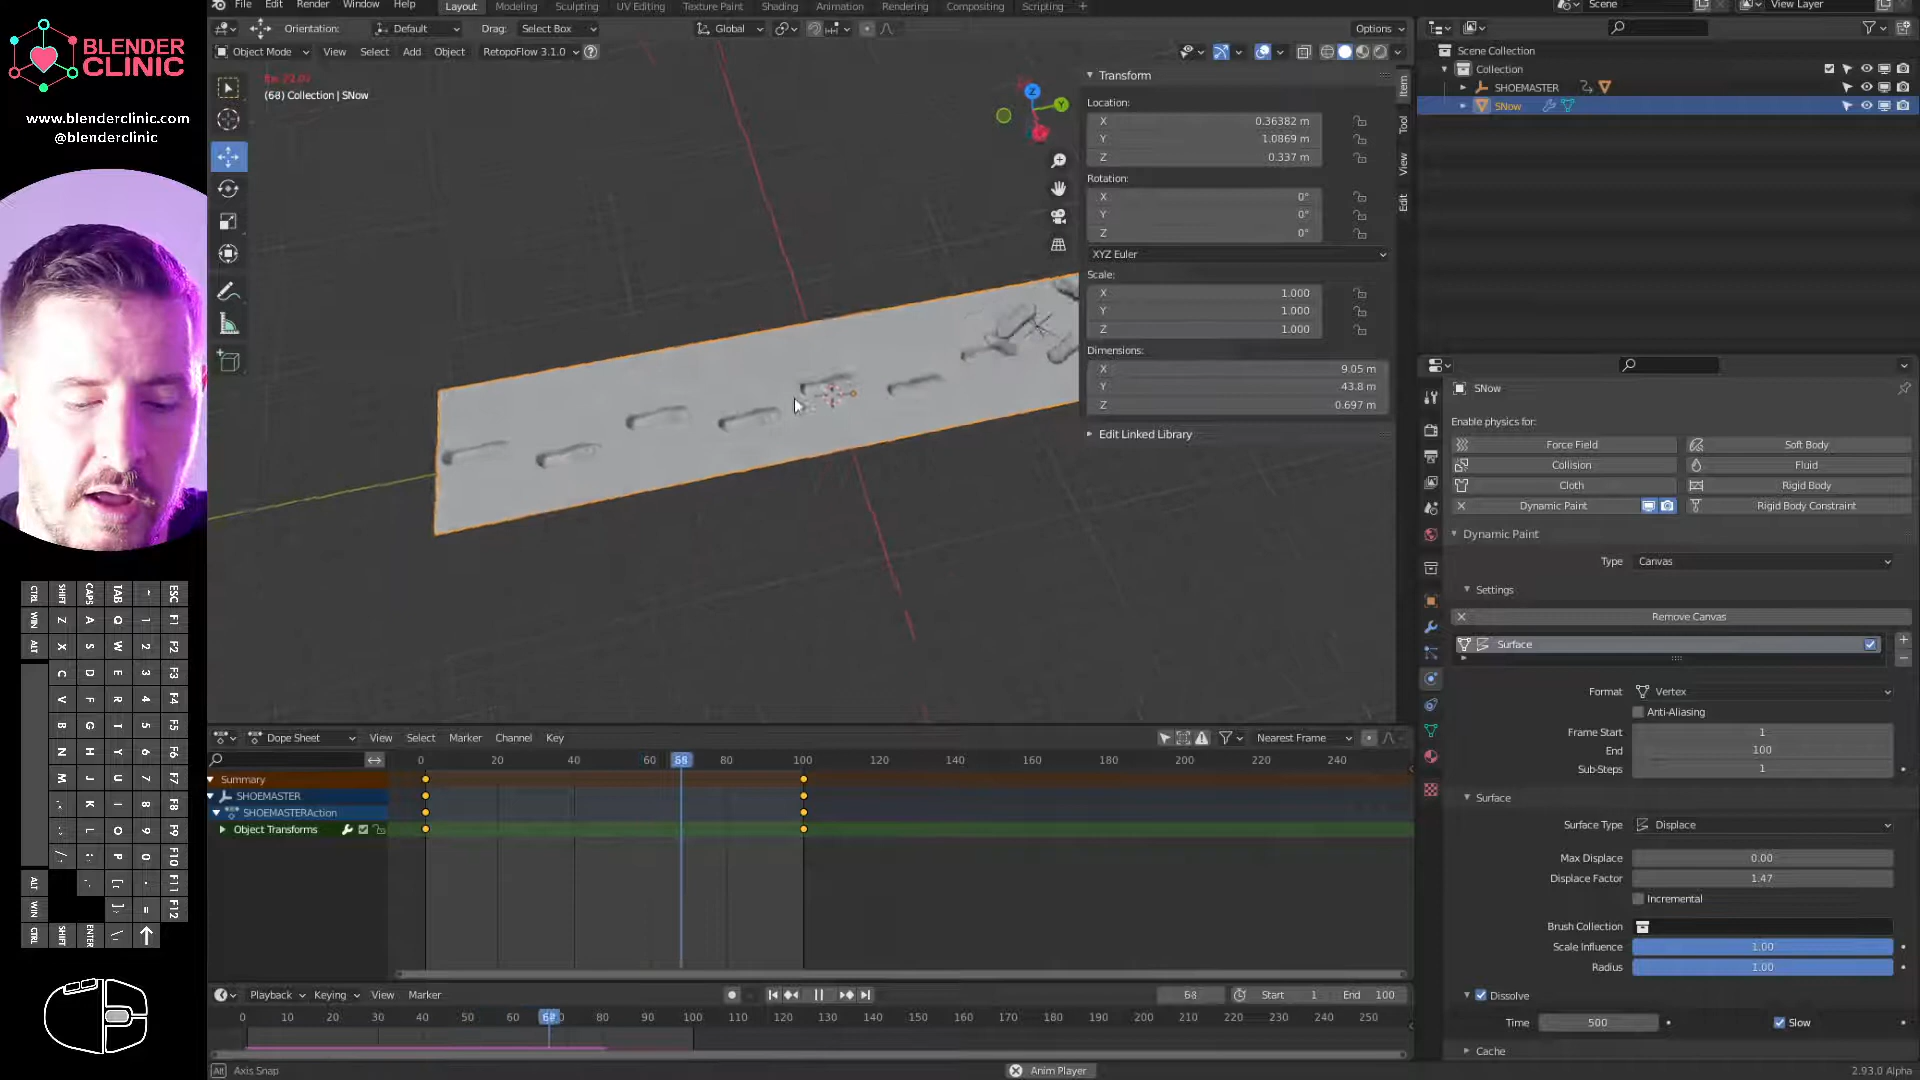 BLENDER
CLINIC
www.blenderclinic.com
@blenderclinic
CTRL SHIFT CAPS TAB ~ ESC
WIN Z A Q 1 F1
ALT X S W 2 F2
C D E 3 F3
V F R 4 F4
B G T 5 F5
N H Y 6 F6
M J U 7 F7
K I 8 F8
L O 9 F9
P 0 F10
ALT F11
WIN = F12
CTRL SHIFT ENTER
File Edit Render Window Help
Layout Modeling Sculpting UV Editing Texture Paint Shading Animation Rendering Compositing Scripting +
Scene
View Layer
Orientation: Default Drag: Select Box Global Options
Object Mode View Select Add Object RetopoFlow 3.1.0
(68) Collection | SNow
Z
Y
Transform
Location:
X 0.36382 m
Y 1.0869 m
Z 0.337 m
Rotation:
X 0°
Y 0°
Z 0°
XYZ Euler
Scale:
X 1.000
Y 1.000
Z 1.000
Dimensions:
X 9.05 m
Y 43.8 m
Z 0.697 m
Edit Linked Library
Item
Tool
View
Edit
Scene Collection
Collection
SHOEMASTER
SNow
SNow
Enable physics for:
Force Field Soft Body
Collision Fluid
Cloth Rigid Body
Dynamic Paint Rigid Body Constraint
Dynamic Paint
Type Canvas
Settings
Remove Canvas
Surface
Format Vertex
Anti-Aliasing
Frame Start 1
End 100
Sub-Steps 1
Surface
Surface Type Displace
Max Displace 0.00
Displace Factor 1.47
Incremental
Brush Collection
Scale Influence 1.00
Radius 1.00
Dissolve
Time 500 Slow
Cache
Dope Sheet View Select Marker Channel Key Nearest Frame
0 20 40 60 68 80 100 120 140 160 180 200 220 240
Summary
SHOEMASTER
SHOEMASTERAction
Object Transforms
Playback Keying View Marker 68 Start 1 End 100
0 10 20 30 40 50 60 68 80 90 100 110 120 130 140 150 160 170 180 190 200 210 220 230 240 250
Alt Axis Snap Anim Player 2.93.0 Alpha